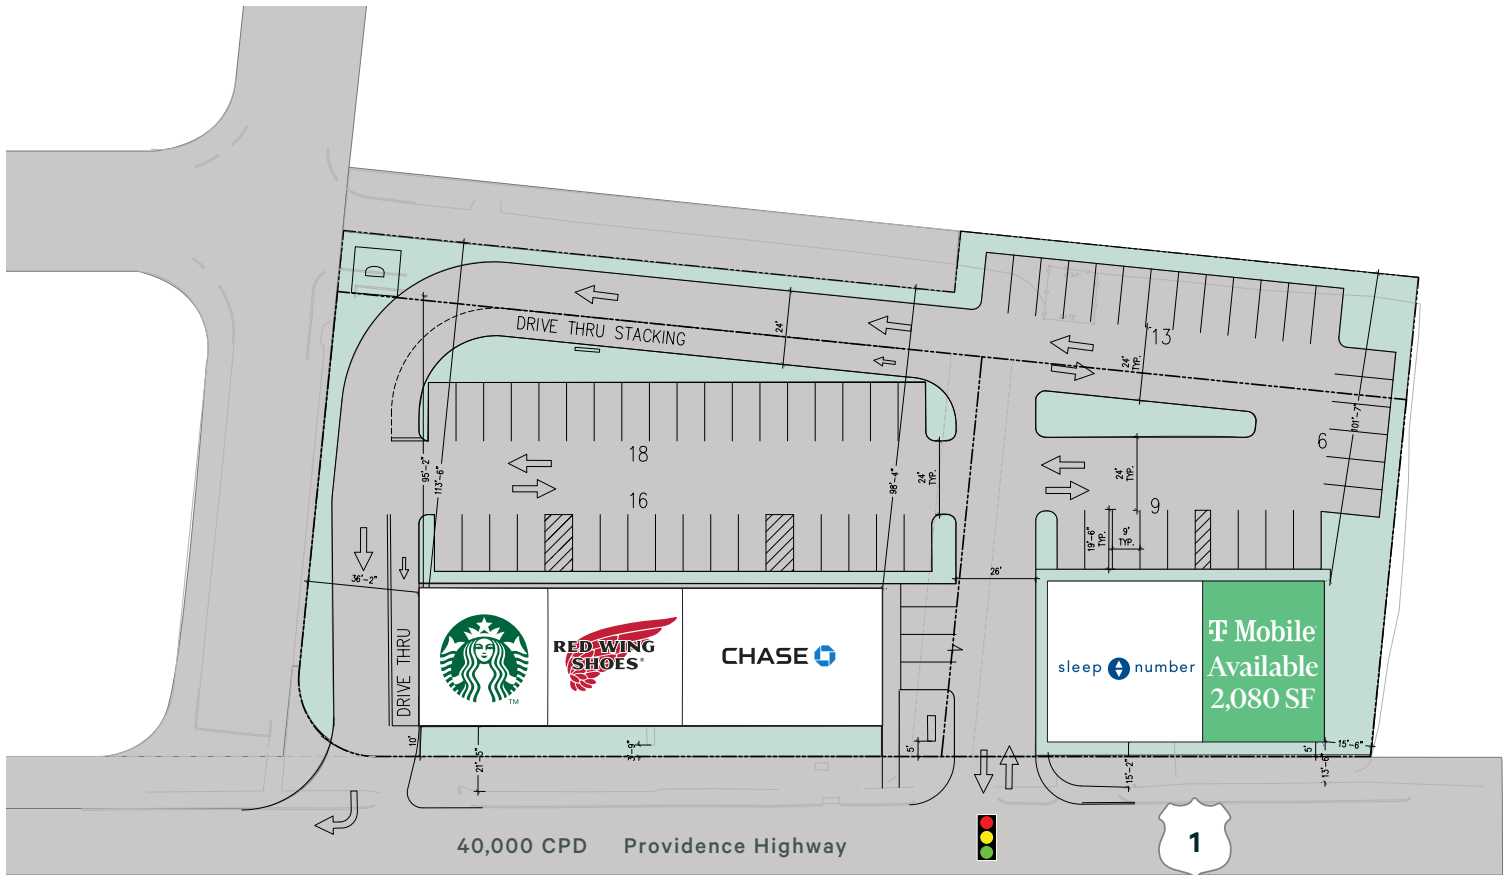 D
DRIVE THRU STACKING
24'
13
24'
TYP.
101'-7"
6
95'-2"
113'-6"
18
98'-4"
24'
TYP.
24'
TYP.
16
9
19'-6"
TYP.
9'
TYP.
36'-2"
26'
DRIVE THRU
TM
RED WING
SHOES®
CHASE
sleep number
T Mobile
Available
2,080 SF
10'
21'-5"
3'-9"
5'
15'-2"
5'
15'-6"
13'-6"
40,000 CPD Providence Highway
1